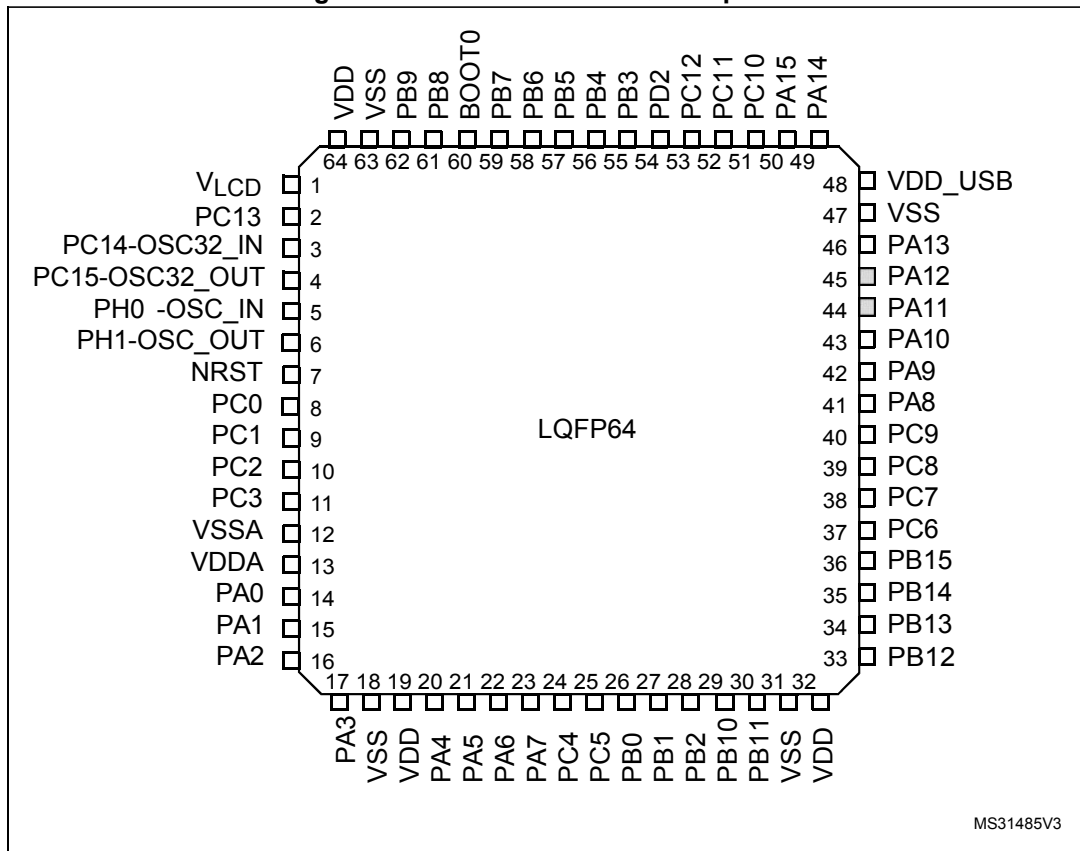 VDD
VSS
PB9
PB8
BOOT0
PB7
PB6
PB5
PB4
PB3
PD2
PC12
PC11
PC10
PA15
PA14
64 63 62 61 60 59 58 57 56 55 54 53 52 51 50 49
VLCD 1
PC13 2
PC14-OSC32_IN 3
PC15-OSC32_OUT 4
PH0 -OSC_IN 5
PH1-OSC_OUT 6
NRST 7
PC0 8
PC1 9
PC2 10
PC3 11
VSSA 12
VDDA 13
PA0 14
PA1 15
PA2 16
LQFP64
48 VDD_USB
47 VSS
46 PA13
45 PA12
44 PA11
43 PA10
42 PA9
41 PA8
40 PC9
39 PC8
38 PC7
37 PC6
36 PB15
35 PB14
34 PB13
33 PB12
17 18 19 20 21 22 23 24 25 26 27 28 29 30 31 32
PA3
VSS
VDD
PA4
PA5
PA6
PA7
PC4
PC5
PB0
PB1
PB2
PB10
PB11
VSS
VDD
MS31485V3